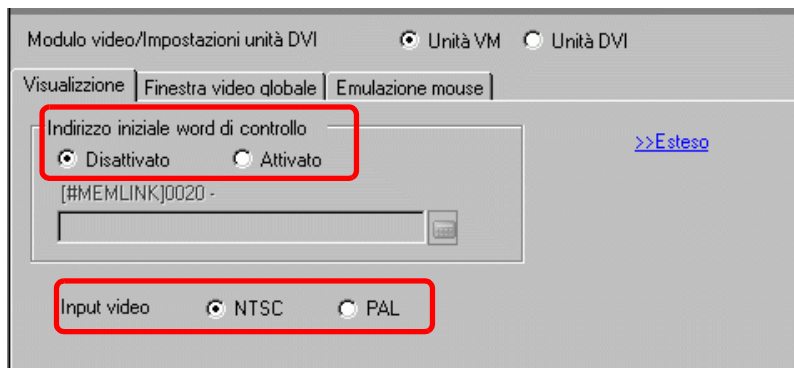 Modulo video/Impostazioni unità DVI Unità VM Unità DVI
Visualizzione Finestra video globale Emulazione mouse
Indirizzo iniziale word di controllo
>>Esteso
Disattivato Attivato
[#MEMLINK]0020 -
Input video NTSC PAL